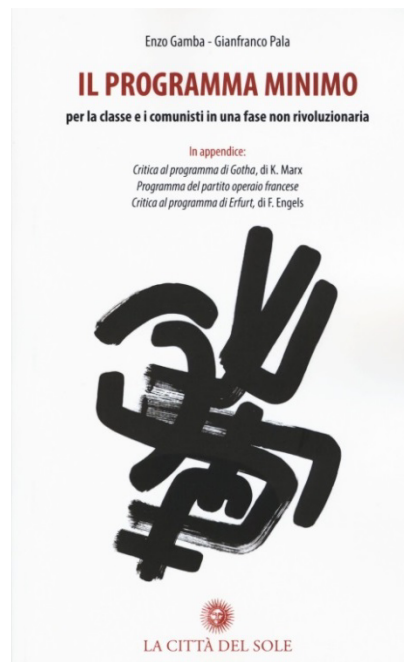 Enzo Gamba - Gianfranco Pala
IL PROGRAMMA MINIMO
per la classe e i comunisti in una fase non rivoluzionaria
In appendice:
Critica al programma di Gotha, di K. Marx
Programma del partito operaio francese
Critica al programma di Erfurt, di F. Engels
LA CITTÀ DEL SOLE